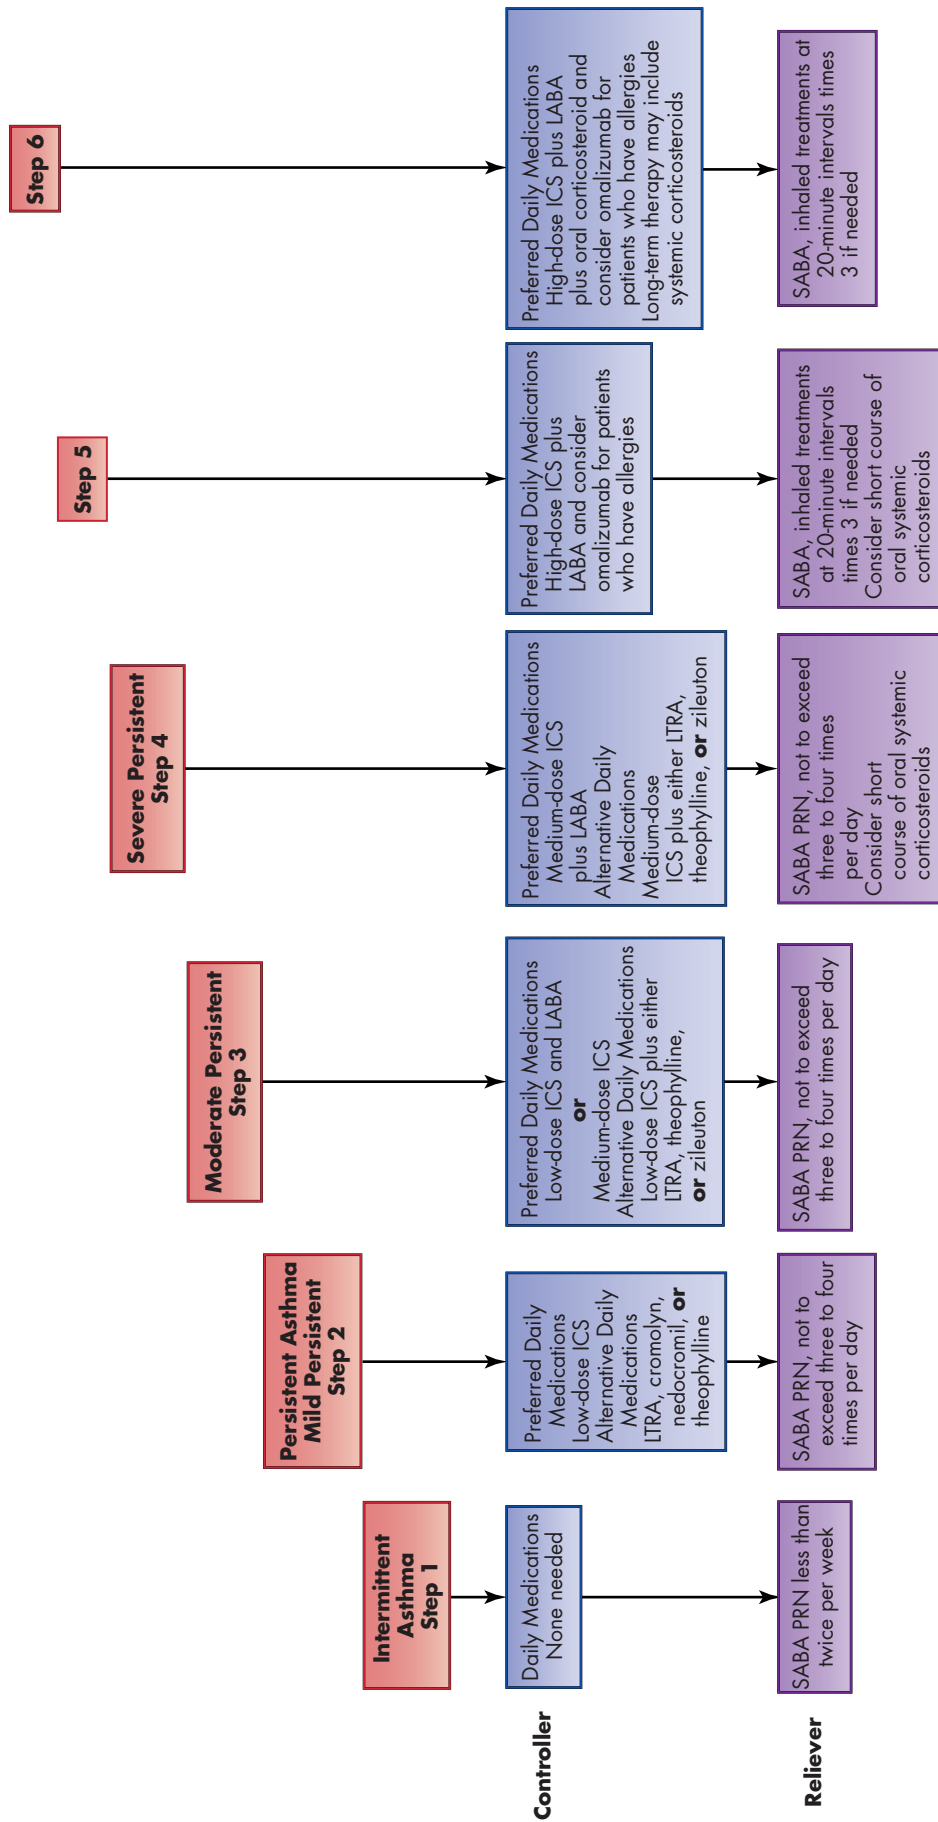 Intermittent
Asthma
Step 1
Persistent Asthma
Mild Persistent
Step 2
Moderate Persistent
Step 3
Severe Persistent
Step 4
Step 5
Step 6
Controller
Daily Medications
None needed
Preferred Daily
Medications
Low-dose ICS
Alternative Daily
Medications
LTRA, cromolyn,
nedocromil, or
theophylline
Preferred Daily Medications
Low-dose ICS and LABA
or
Medium-dose ICS
Alternative Daily Medications
Low-dose ICS plus either
LTRA, theophylline,
or zileuton
Preferred Daily Medications
Medium-dose ICS
plus LABA
Alternative Daily
Medications
Medium-dose
ICS plus either LTRA,
theophylline, or zileuton
Preferred Daily Medications
High-dose ICS plus
LABA and consider
omalizumab for patients
who have allergies
Preferred Daily Medications
High-dose ICS plus LABA
plus oral corticosteroid and
consider omalizumab for
patients who have allergies
Long-term therapy may include
systemic corticosteroids
Reliever
SABA PRN less than
twice per week
SABA PRN, not to
exceed three to four
times per day
SABA PRN, not to exceed
three to four times per day
SABA PRN, not to exceed
three to four times
per day
Consider short
course of oral systemic
corticosteroids
SABA, inhaled treatments
at 20-minute intervals
times 3 if needed
Consider short course of
oral systemic
corticosteroids
SABA, inhaled treatments at
20-minute intervals times
3 if needed